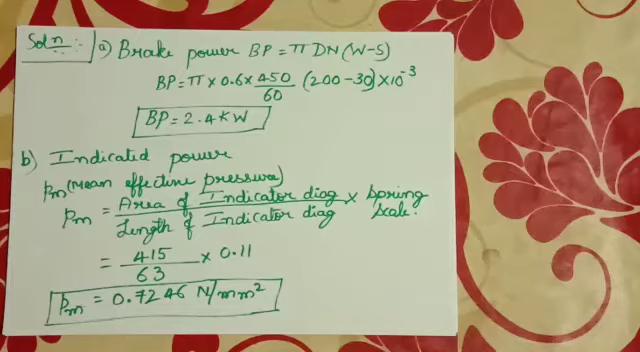 Soln :- a) Brake power BP = π DN (W-S)
BP = π × 0.6 × 450/60 (200-30) × 10^-3
BP = 2.4 KW
b) Indicated power
Pm (Mean effective pressure)
Pm = Area of Indicator diag / Length of Indicator diag × Spring Scale.
= 415/63 × 0.11
Pm = 0.7246 N/mm²